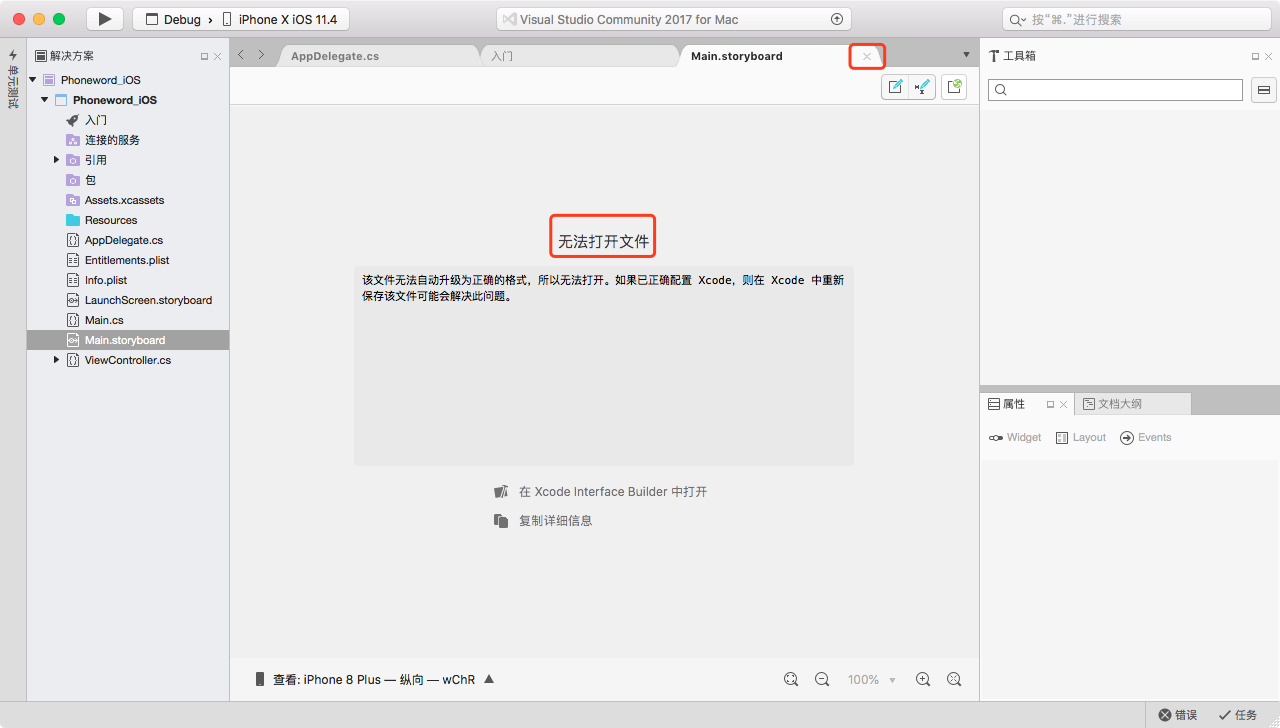 Debug › iPhone X iOS 11.4
Visual Studio Community 2017 for Mac
按“⌘.”进行搜索
单元测试
解决方案
Phoneword_iOS
Phoneword_iOS
入门
连接的服务
引用
包
Assets.xcassets
Resources
AppDelegate.cs
Entitlements.plist
Info.plist
LaunchScreen.storyboard
Main.cs
Main.storyboard
ViewController.cs
AppDelegate.cs
入门
Main.storyboard
无法打开文件
该文件无法自动升级为正确的格式，所以无法打开。如果已正确配置 Xcode，则在 Xcode 中重新
保存该文件可能会解决此问题。
在 Xcode Interface Builder 中打开
复制详细信息
查看: iPhone 8 Plus — 纵向 — wChR
100%
工具箱
属性
文档大纲
Widget
Layout
Events
错误
任务